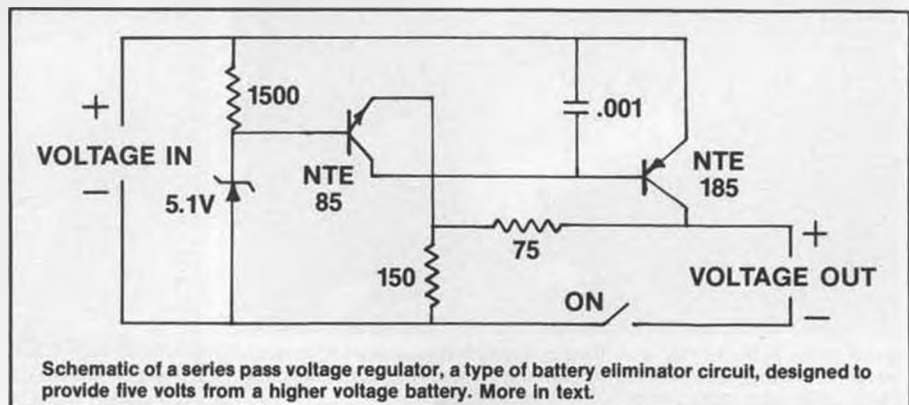 1500
.001
+
VOLTAGE IN
−
NTE
85
NTE
185
5.1V
75
+
150
VOLTAGE OUT
ON
−
Schematic of a series pass voltage regulator, a type of battery eliminator circuit, designed to
provide five volts from a higher voltage battery. More in text.